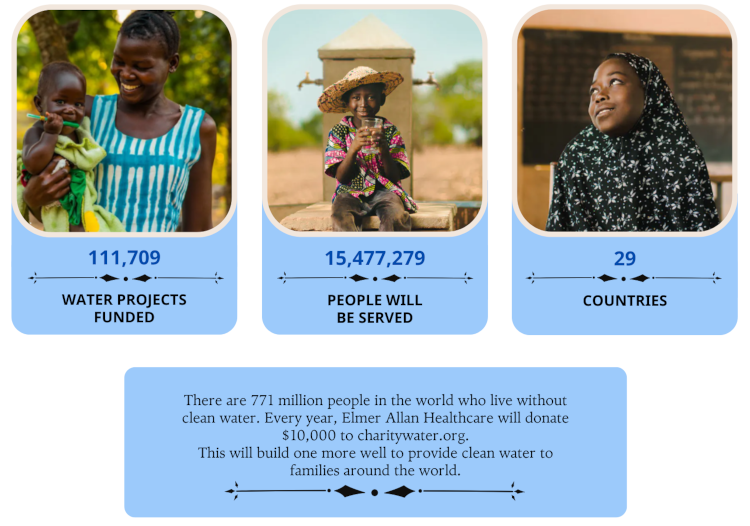 111,709
WATER PROJECTS
FUNDED
15,477,279
PEOPLE WILL
BE SERVED
29
COUNTRIES
There are 771 million people in the world who live without
clean water. Every year, Elmer Allan Healthcare will donate
$10,000 to charitywater.org.
This will build one more well to provide clean water to
families around the world.